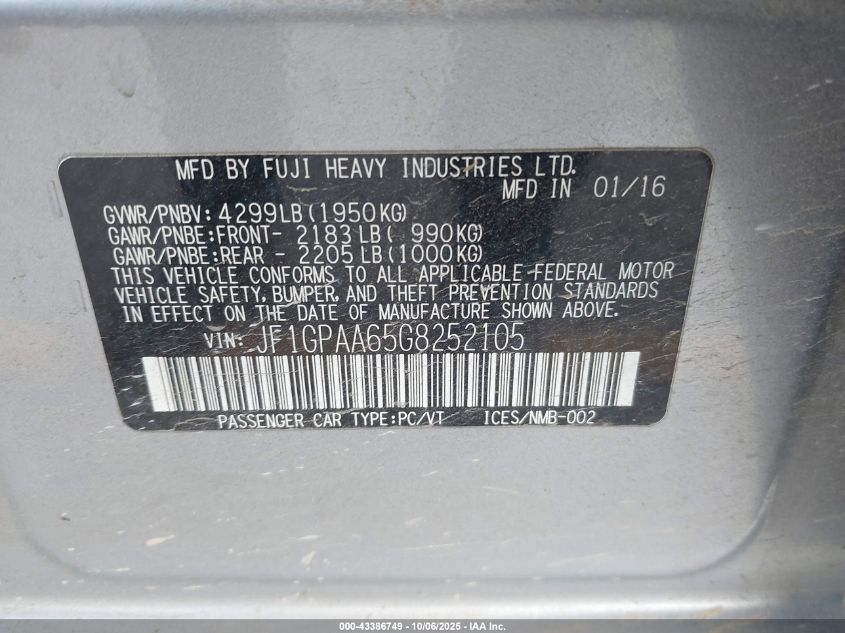 MFD BY FUJI HEAVY INDUSTRIES LTD.
MFD IN 01/16
GVWR/PNBV: 4299LB(1950KG)
GAWR/PNBE:FRONT- 2183LB( 990KG)
GAWR/PNBE:REAR - 2205LB(1000KG)
THIS VEHICLE CONFORMS TO ALL APPLICABLE FEDERAL MOTOR
VEHICLE SAFETY, BUMPER, AND THEFT PREVENTION STANDARDS
IN EFFECT ON THE DATE OF MANUFACTURE SHOWN ABOVE.
VIN: JF1GPAA65G8252105
PASSENGER CAR TYPE:PC/VT ICES/NMB-002
000-43386749 - 10/06/2025 - IAA Inc.